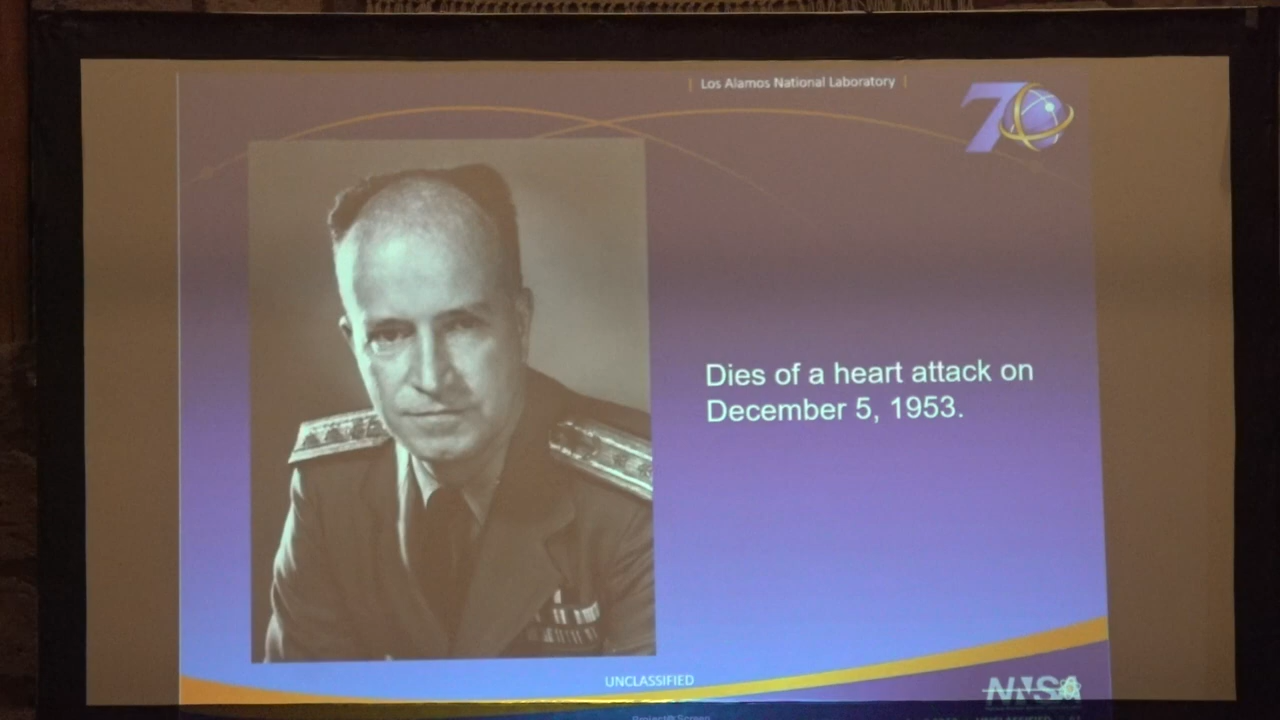 Los Alamos National Laboratory
70
Dies of a heart attack on
December 5, 1953.
UNCLASSIFIED
NNSA